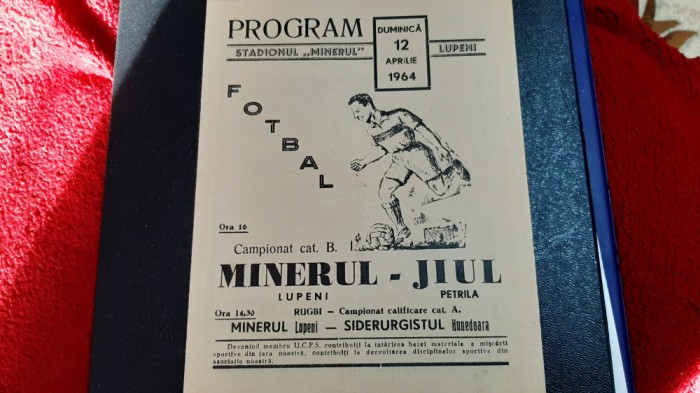 PROGRAM
DUMINICĂ
12
APRILIE
1964
STADIONUL „MINERUL" LUPENI
FOTBAL
Ora 16
Campionat cat. B.
MINERUL - JIUL
LUPENI PETRILA
Ora 14,30 RUGBI — Campionat calificare cat. A.
MINERUL Lupeni — SIDERURGISTUL Hunedoara
Devenind membru U.C.F.S. contribuiți la întărirea bazei materiale a mișcării
sportive din țara noastră, contribuiți la dezvoltarea disciplinelor sportive din
asociație noastră.